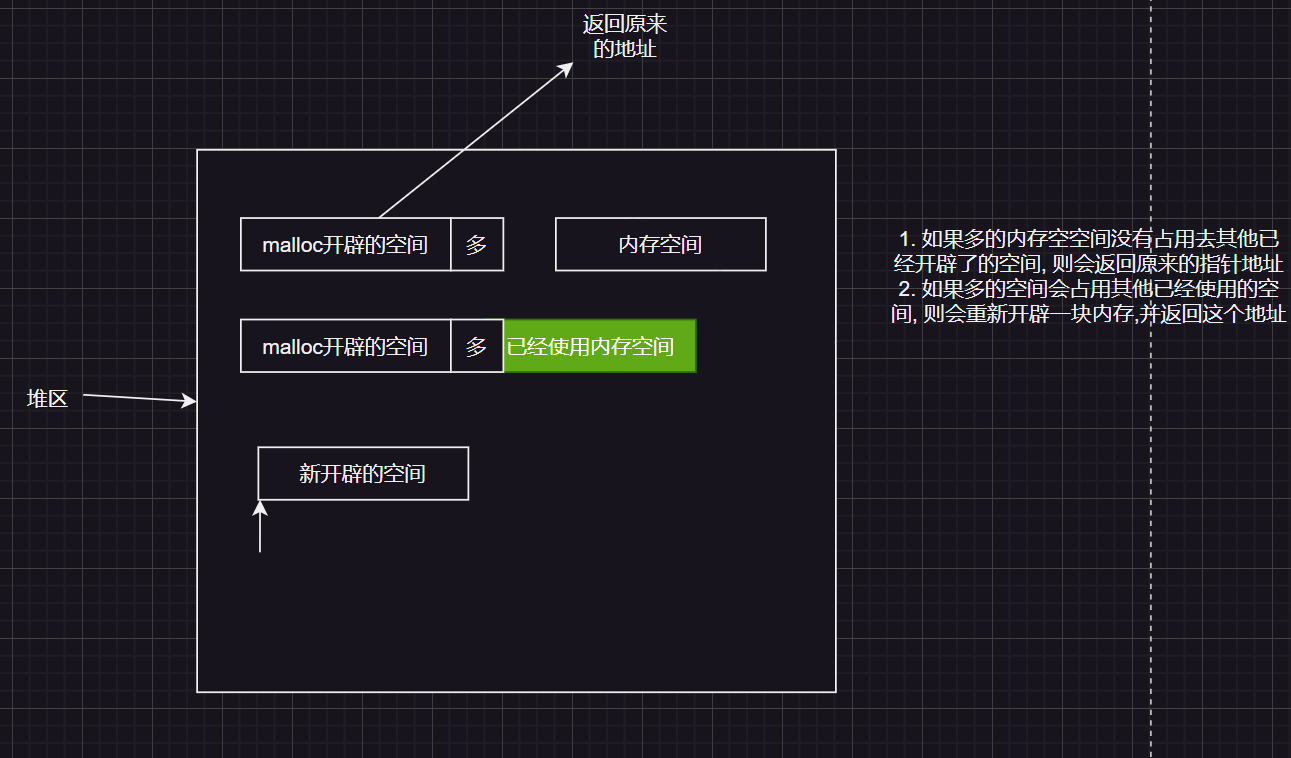 返回原来
的地址
malloc开辟的空间
多
内存空间
1. 如果多的内存空空间没有占用去其他已
经开辟了的空间, 则会返回原来的指针地址
2. 如果多的空间会占用其他已经使用的空
间, 则会重新开辟一块内存,并返回这个地址
malloc开辟的空间
多
已经使用内存空间
堆区
新开辟的空间